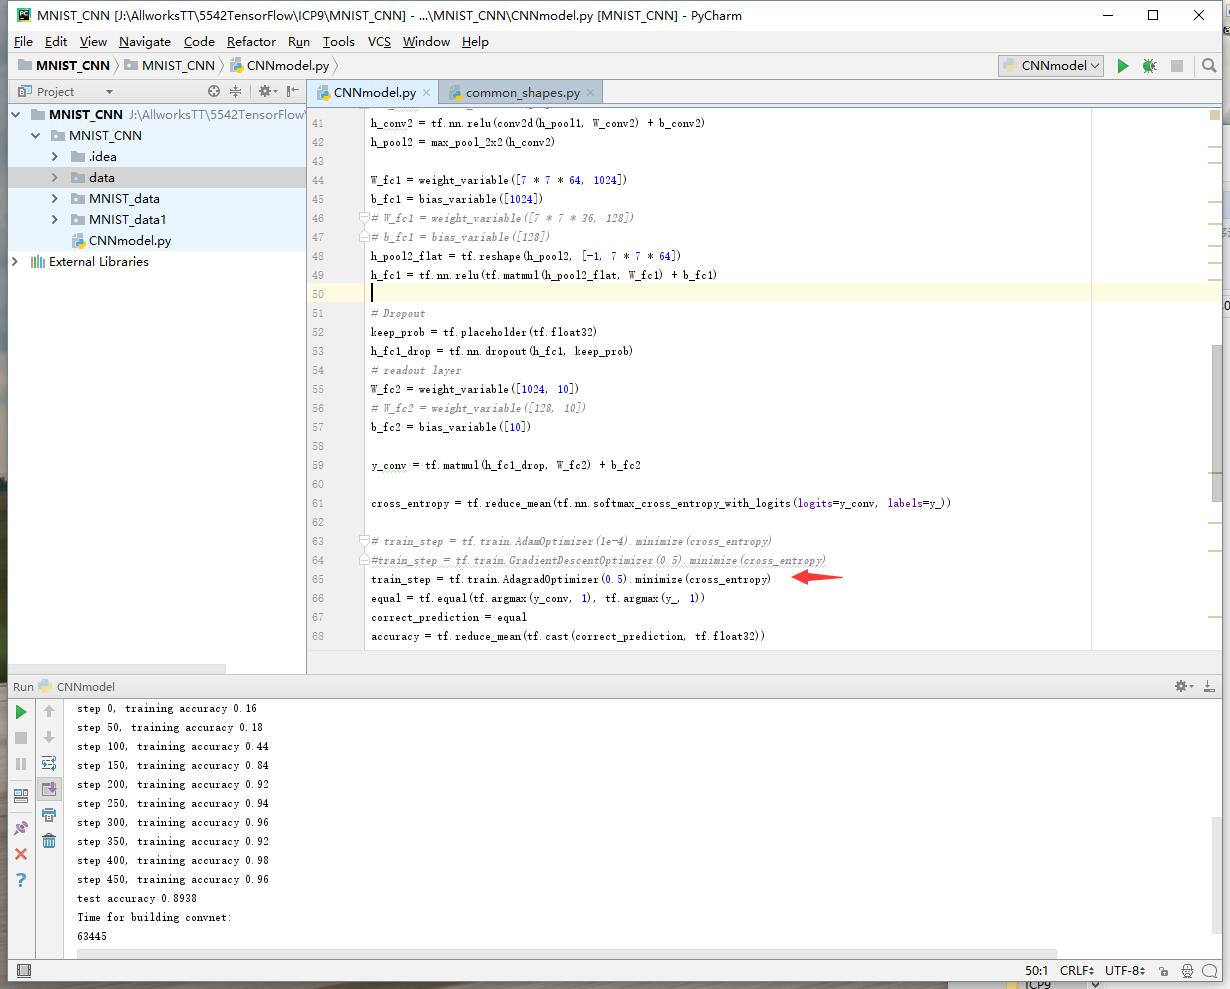 MNIST_CNN [J:\AllworksTT\5542TensorFlow\ICP9\MNIST_CNN] - ...\MNIST_CNN\CNNmodel.py [MNIST_CNN] - PyCharm
File Edit View Navigate Code Refactor Run Tools VCS Window Help
MNIST_CNN MNIST_CNN CNNmodel.py CNNmodel
Project CNNmodel.py common_shapes.py
MNIST_CNN J:\AllworksTT\5542TensorFlow\
MNIST_CNN
.idea
data
MNIST_data
MNIST_data1
CNNmodel.py
External Libraries
41 h_conv2 = tf.nn.relu(conv2d(h_pool1, W_conv2) + b_conv2)
42 h_pool2 = max_pool_2x2(h_conv2)
43
44 W_fc1 = weight_variable([7 * 7 * 64, 1024])
45 b_fc1 = bias_variable([1024])
46 # W_fc1 = weight_variable([7 * 7 * 36, 128])
47 # b_fc1 = bias_variable([128])
48 h_pool2_flat = tf.reshape(h_pool2, [-1, 7 * 7 * 64])
49 h_fc1 = tf.nn.relu(tf.matmul(h_pool2_flat, W_fc1) + b_fc1)
50
51 # Dropout
52 keep_prob = tf.placeholder(tf.float32)
53 h_fc1_drop = tf.nn.dropout(h_fc1, keep_prob)
54 # readout layer
55 W_fc2 = weight_variable([1024, 10])
56 # W_fc2 = weight_variable([128, 10])
57 b_fc2 = bias_variable([10])
58
59 y_conv = tf.matmul(h_fc1_drop, W_fc2) + b_fc2
60
61 cross_entropy = tf.reduce_mean(tf.nn.softmax_cross_entropy_with_logits(logits=y_conv, labels=y_))
62
63 # train_step = tf.train.AdamOptimizer(1e-4).minimize(cross_entropy)
64 #train_step = tf.train.GradientDescentOptimizer(0.5).minimize(cross_entropy)
65 train_step = tf.train.AdagradOptimizer(0.5).minimize(cross_entropy)
66 equal = tf.equal(tf.argmax(y_conv, 1), tf.argmax(y_, 1))
67 correct_prediction = equal
68 accuracy = tf.reduce_mean(tf.cast(correct_prediction, tf.float32))
Run CNNmodel
step 0, training accuracy 0.16
step 50, training accuracy 0.18
step 100, training accuracy 0.44
step 150, training accuracy 0.84
step 200, training accuracy 0.92
step 250, training accuracy 0.94
step 300, training accuracy 0.96
step 350, training accuracy 0.92
step 400, training accuracy 0.98
step 450, training accuracy 0.96
test accuracy 0.8938
Time for building convnet:
63445
50:1 CRLF UTF-8
ICP9